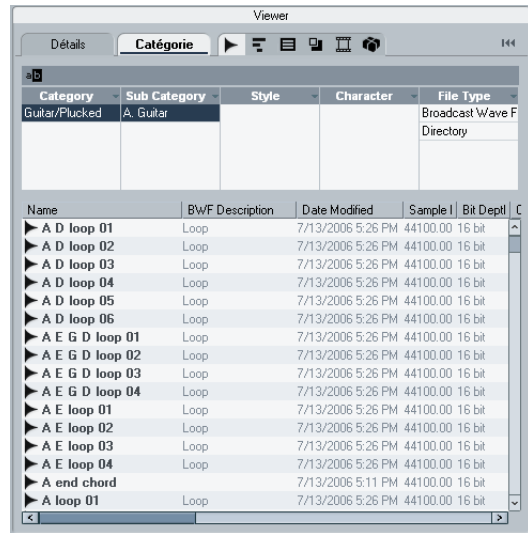 Viewer
Détails Catégorie
ab
Category Sub Category Style Character File Type
Guitar/Plucked A. Guitar Broadcast Wave F
Directory
Name BWF Description Date Modified Sample I Bit Deptl C
A D loop 01 Loop 7/13/2006 5:26 PM 44100.00 16 bit
A D loop 02 Loop 7/13/2006 5:26 PM 44100.00 16 bit
A D loop 03 Loop 7/13/2006 5:26 PM 44100.00 16 bit
A D loop 04 Loop 7/13/2006 5:26 PM 44100.00 16 bit
A D loop 05 Loop 7/13/2006 5:26 PM 44100.00 16 bit
A D loop 06 Loop 7/13/2006 5:26 PM 44100.00 16 bit
A E G D loop 01 Loop 7/13/2006 5:26 PM 44100.00 16 bit
A E G D loop 02 Loop 7/13/2006 5:26 PM 44100.00 16 bit
A E G D loop 03 Loop 7/13/2006 5:26 PM 44100.00 16 bit
A E G D loop 04 Loop 7/13/2006 5:26 PM 44100.00 16 bit
A E loop 01 Loop 7/13/2006 5:26 PM 44100.00 16 bit
A E loop 02 Loop 7/13/2006 5:26 PM 44100.00 16 bit
A E loop 03 Loop 7/13/2006 5:26 PM 44100.00 16 bit
A E loop 04 Loop 7/13/2006 5:26 PM 44100.00 16 bit
A end chord 7/13/2006 5:11 PM 44100.00 16 bit
A loop 01 Loop 7/13/2006 5:26 PM 44100.00 16 bit